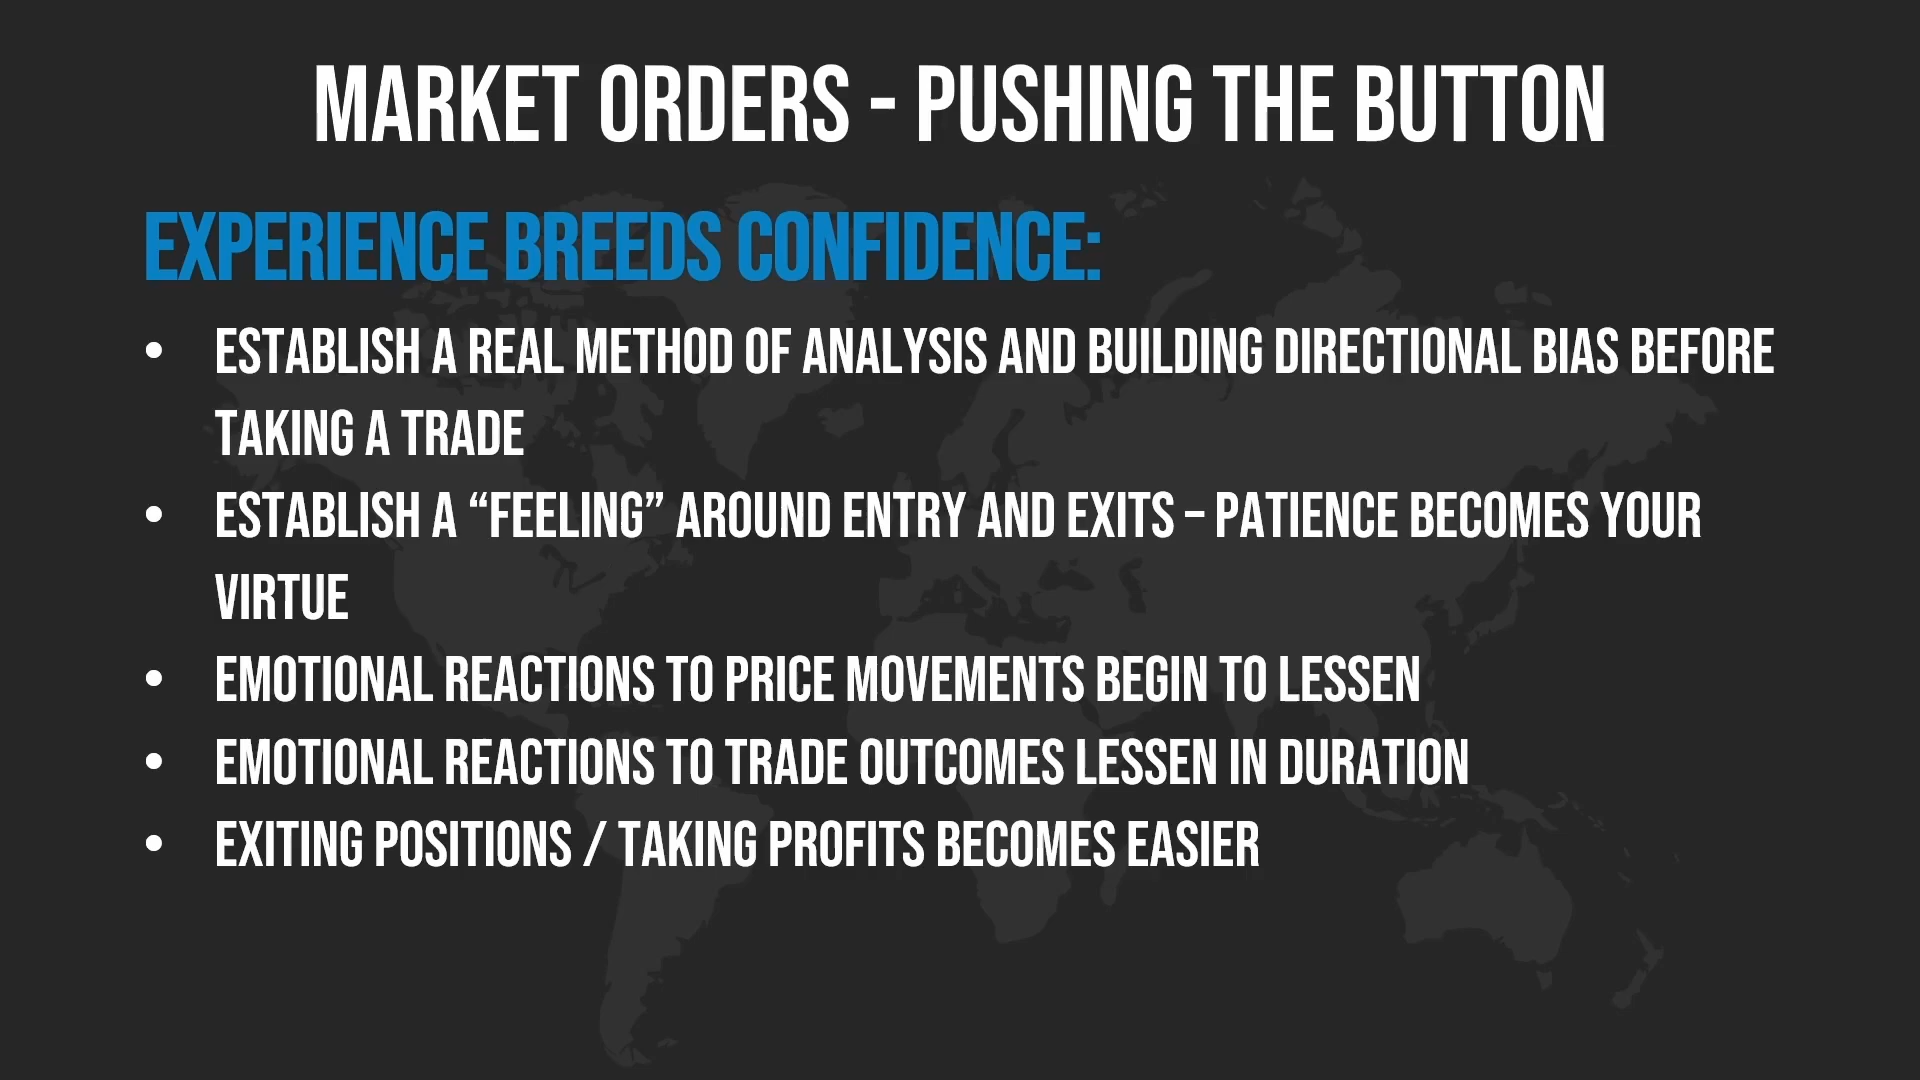 MARKET ORDERS - PUSHING THE BUTTON
EXPERIENCE BREEDS CONFIDENCE:
• ESTABLISH A REAL METHOD OF ANALYSIS AND BUILDING DIRECTIONAL BIAS BEFORE
TAKING A TRADE
• ESTABLISH A “FEELING” AROUND ENTRY AND EXITS – PATIENCE BECOMES YOUR
VIRTUE
• EMOTIONAL REACTIONS TO PRICE MOVEMENTS BEGIN TO LESSEN
• EMOTIONAL REACTIONS TO TRADE OUTCOMES LESSEN IN DURATION
• EXITING POSITIONS / TAKING PROFITS BECOMES EASIER